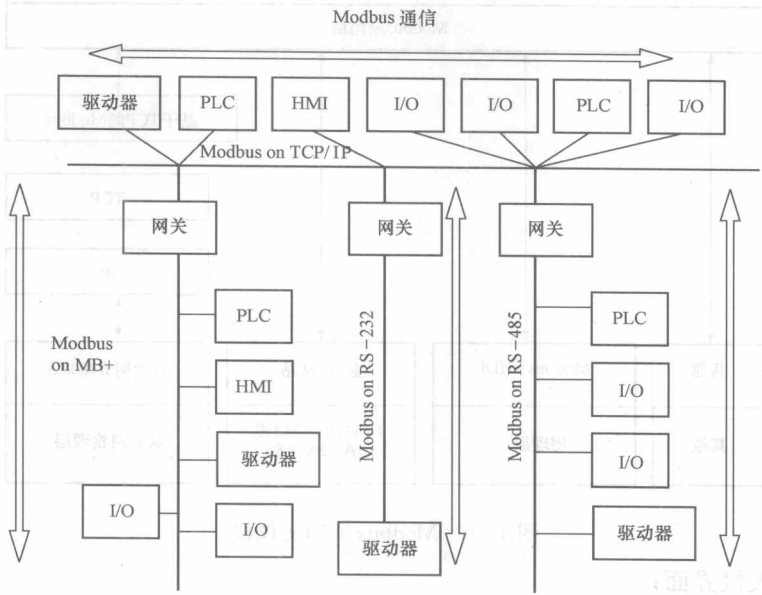 Modbus 通信
驱动器
PLC
HMI
I/O
I/O
PLC
I/O
Modbus on TCP/IP
网关
网关
网关
Modbus
on MB+
PLC
HMI
驱动器
I/O
I/O
Modbus on RS-232
驱动器
Modbus on RS-485
PLC
I/O
I/O
驱动器